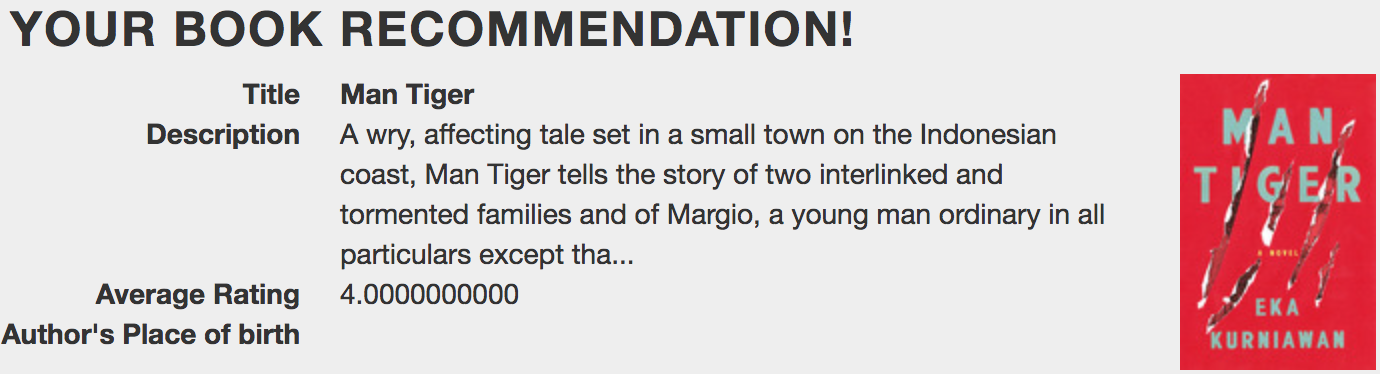 YOUR BOOK RECOMMENDATION!
Title Man Tiger
Description A wry, affecting tale set in a small town on the Indonesian
coast, Man Tiger tells the story of two interlinked and
tormented families and of Margio, a young man ordinary in all
particulars except tha...
Average Rating 4.0000000000
Author's Place of birth
MAN
TIGER
A NOVEL
EKA
KURNIAWAN